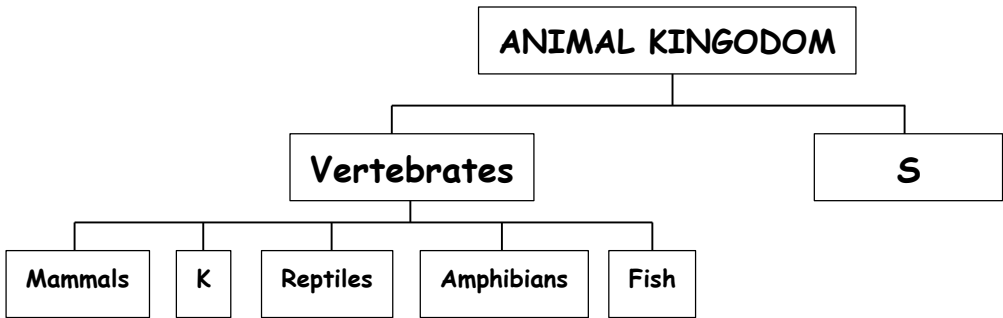 ANIMAL KINGODOM
Vertebrates
S
Mammals
K
Reptiles
Amphibians
Fish